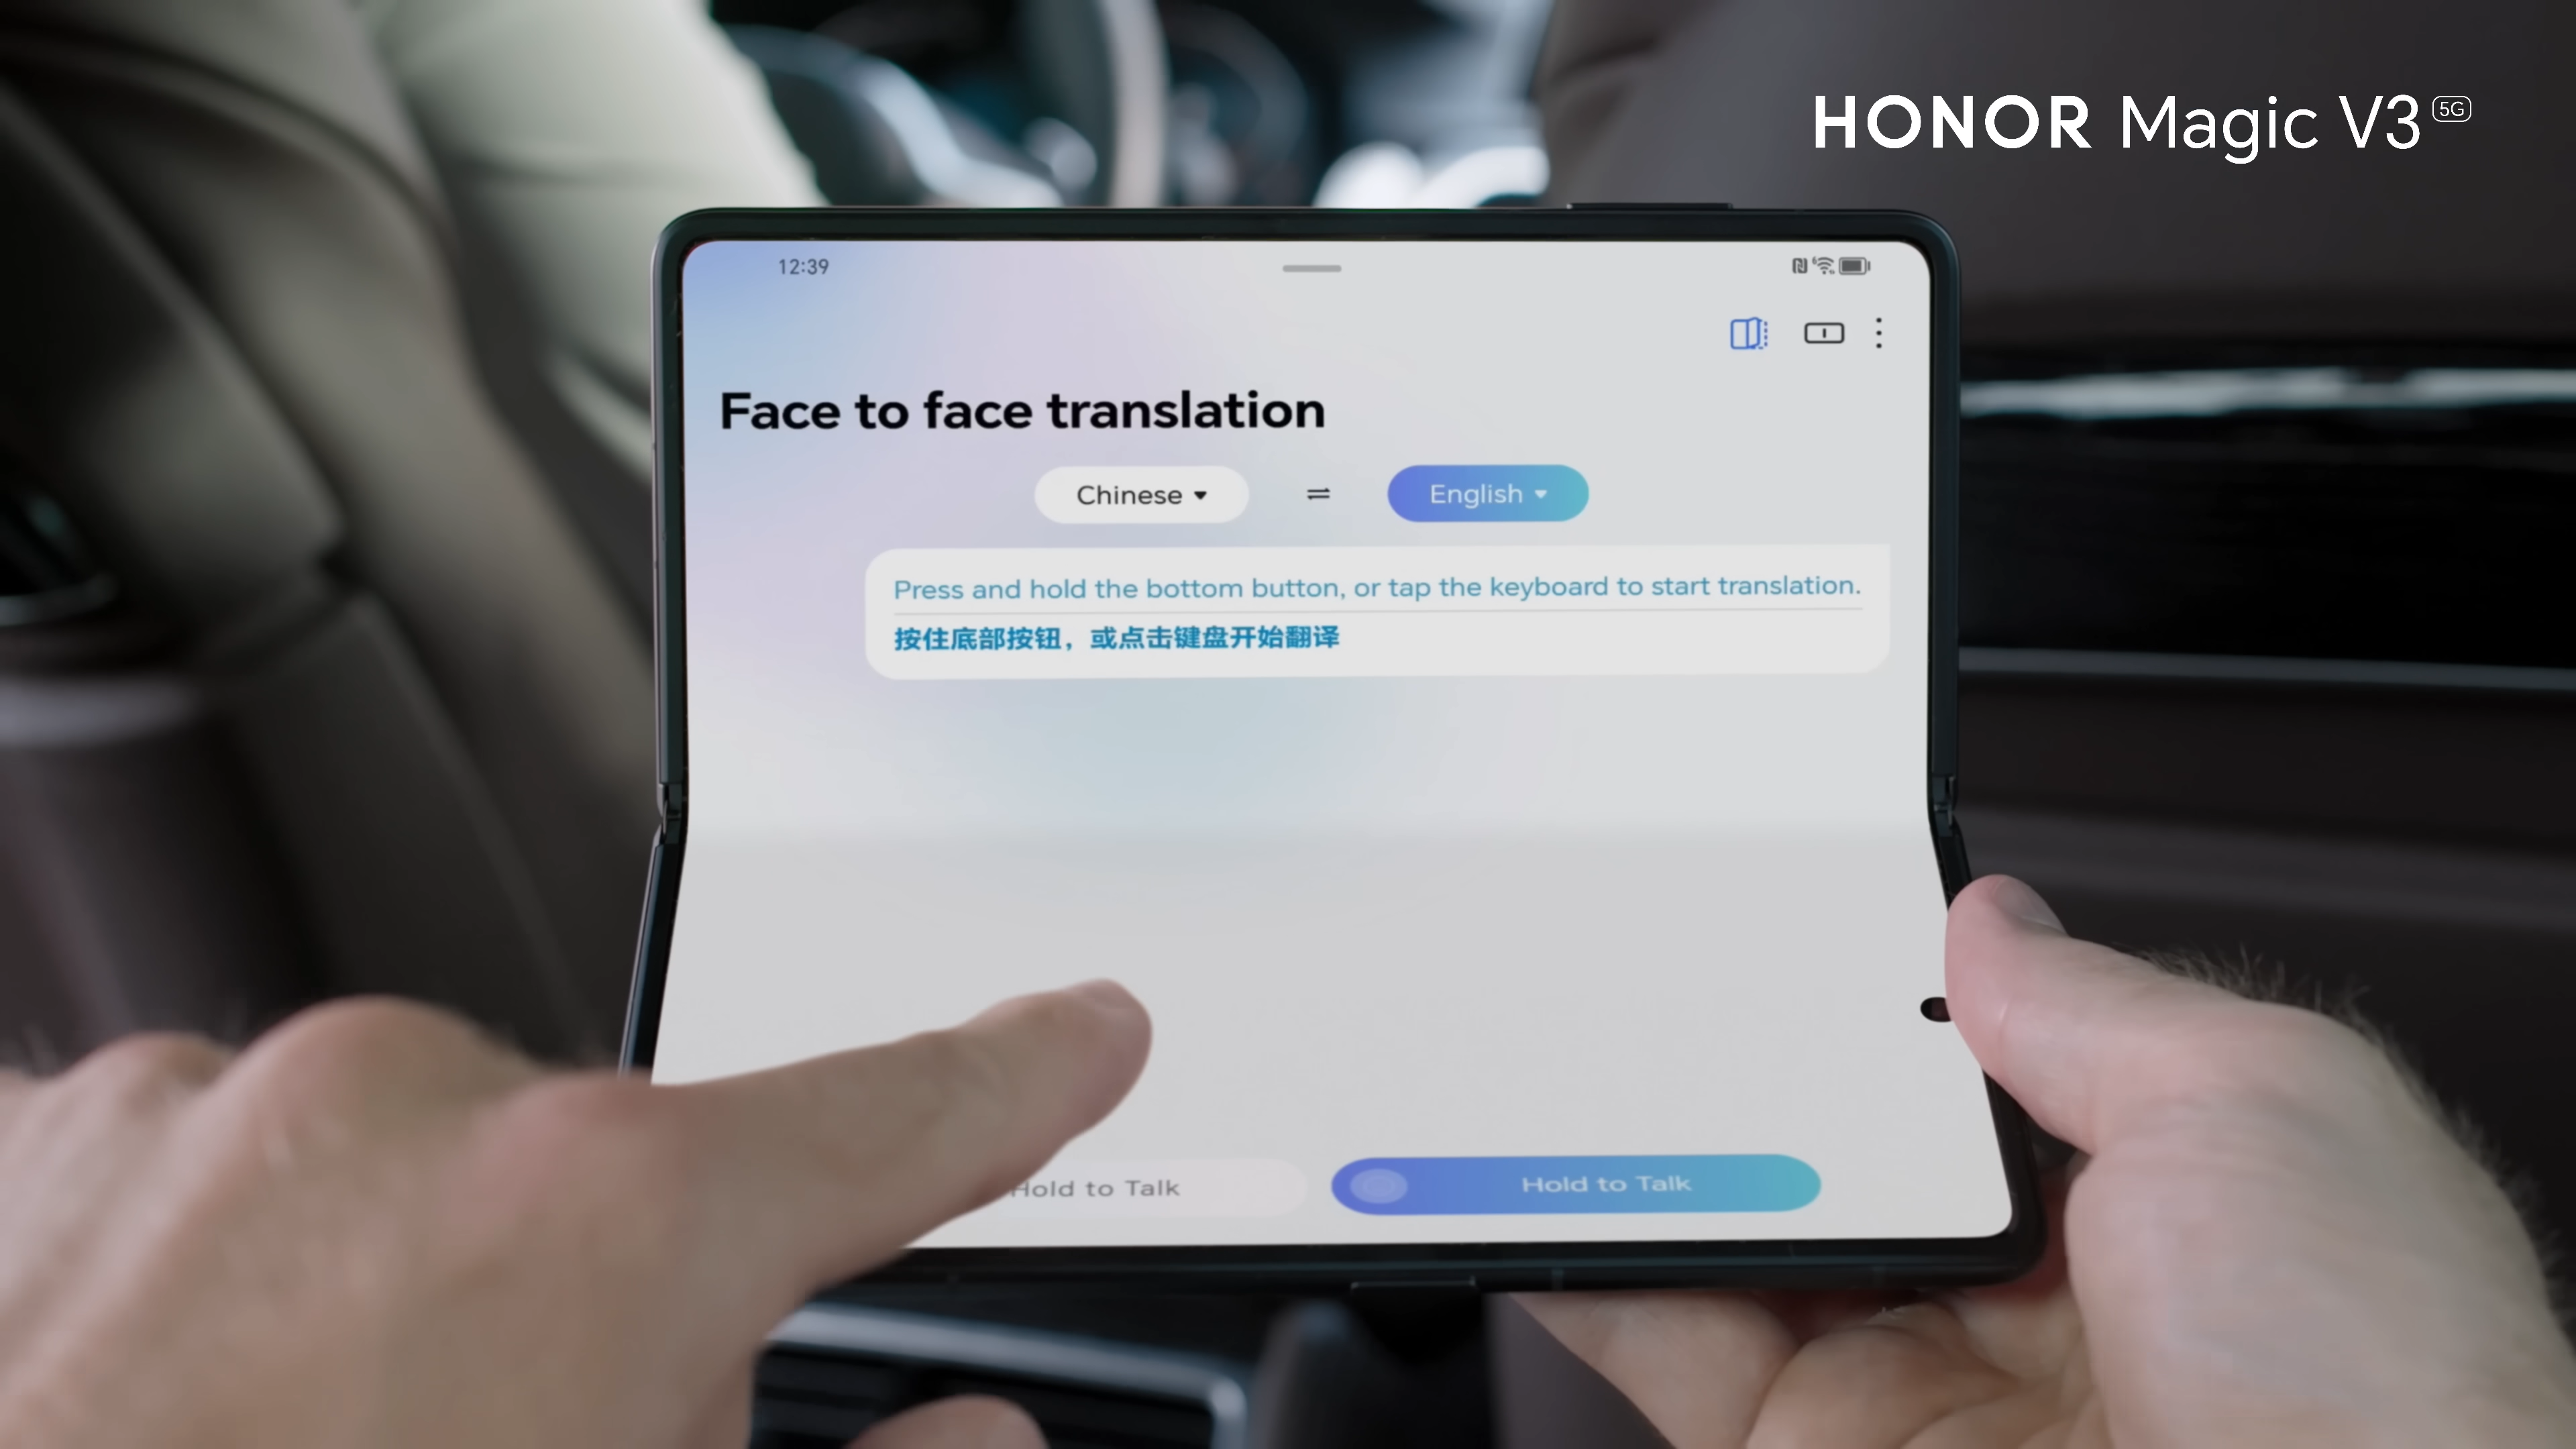 HONOR Magic V3 5G
12:39
Face to face translation
Chinese
English
Press and hold the bottom button, or tap the keyboard to start translation.
按住底部按钮，或点击键盘开始翻译
Hold to Talk
Hold to Talk